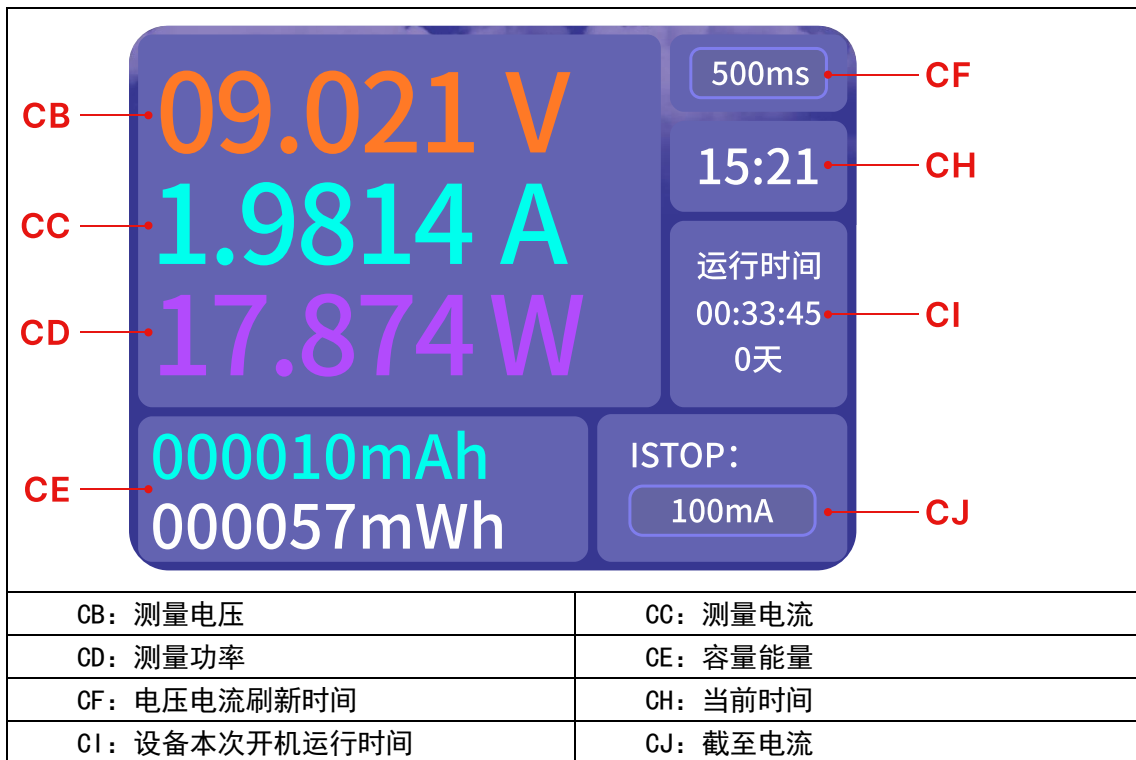 CB
09.021 V
500ms
CF
15:21
CH
CC
1.9814 A
运行时间
00:33:45
0天
CI
CD
17.874 W
CE
000010mAh
000057mWh
ISTOP：
100mA
CJ
CB：测量电压
CC：测量电流
CD：测量功率
CE：容量能量
CF：电压电流刷新时间
CH：当前时间
CI：设备本次开机运行时间
CJ：截至电流